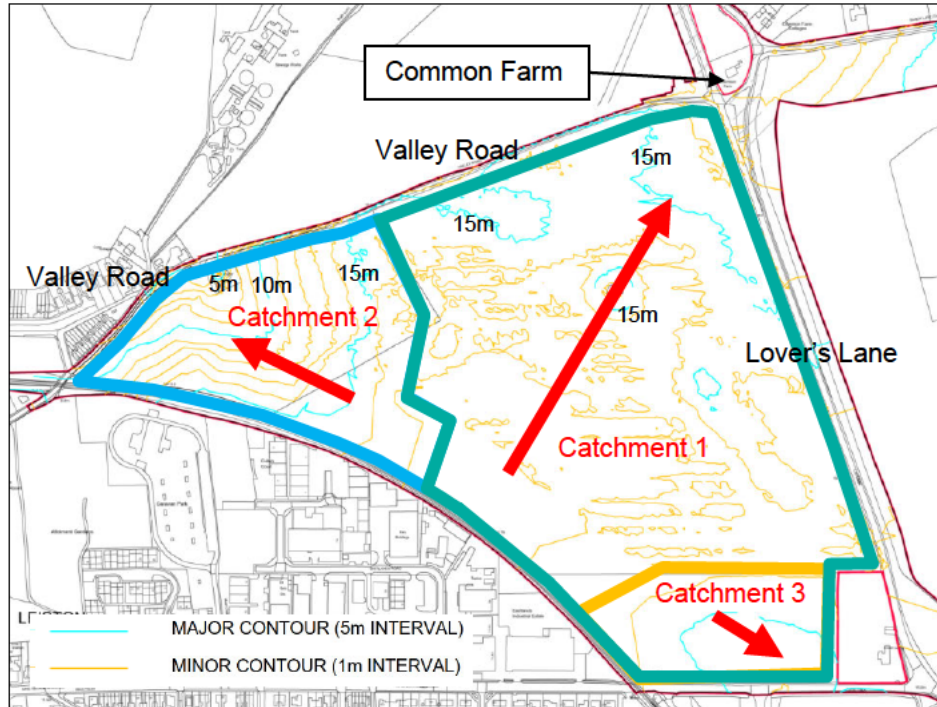 Common Farm
Valley Road
15m
15m
Valley Road
5m
10m
15m
Catchment 2
15m
Lover's Lane
Catchment 1
Catchment 3
MAJOR CONTOUR (5m INTERVAL)
MINOR CONTOUR (1m INTERVAL)